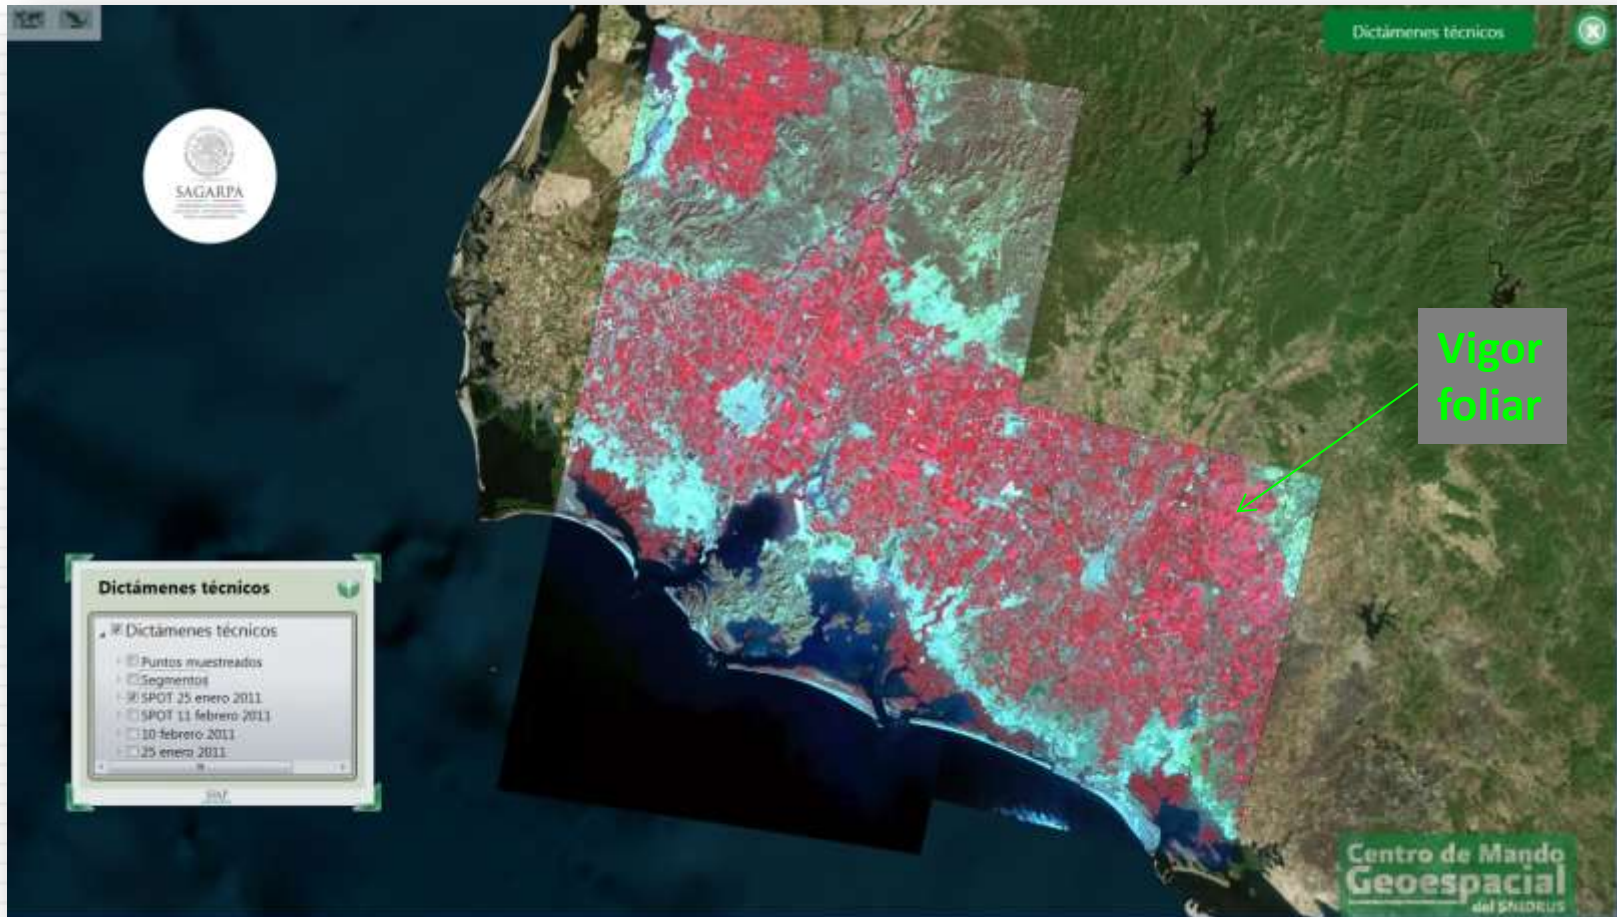 Dictámenes técnicos
SAGARPA
Vigor
foliar
Dictámenes técnicos
Dictámenes técnicos
Puntos muestreados
Segmentos
SPOT 25 enero 2011
SPOT 11 febrero 2011
10 febrero 2011
25 enero 2011
Centro de Mando
Geoespacial
del SNIDRUS